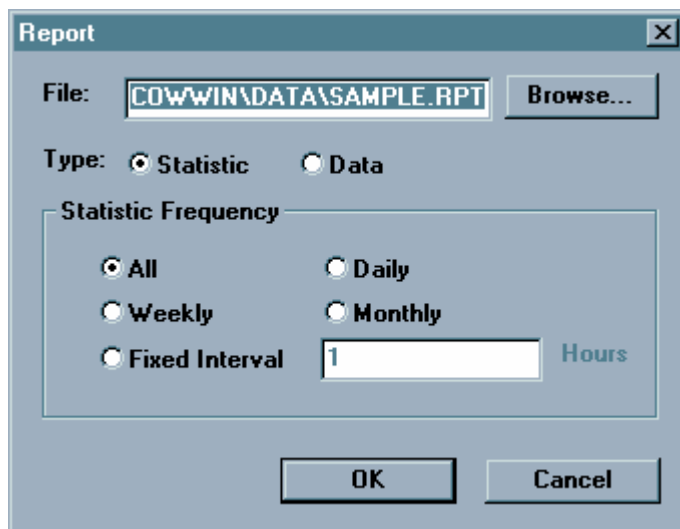 Report
File: COWWIN\DATA\SAMPLE.RPT Browse...
Type: Statistic Data
Statistic Frequency
All Daily
Weekly Monthly
Fixed Interval 1 Hours
OK Cancel